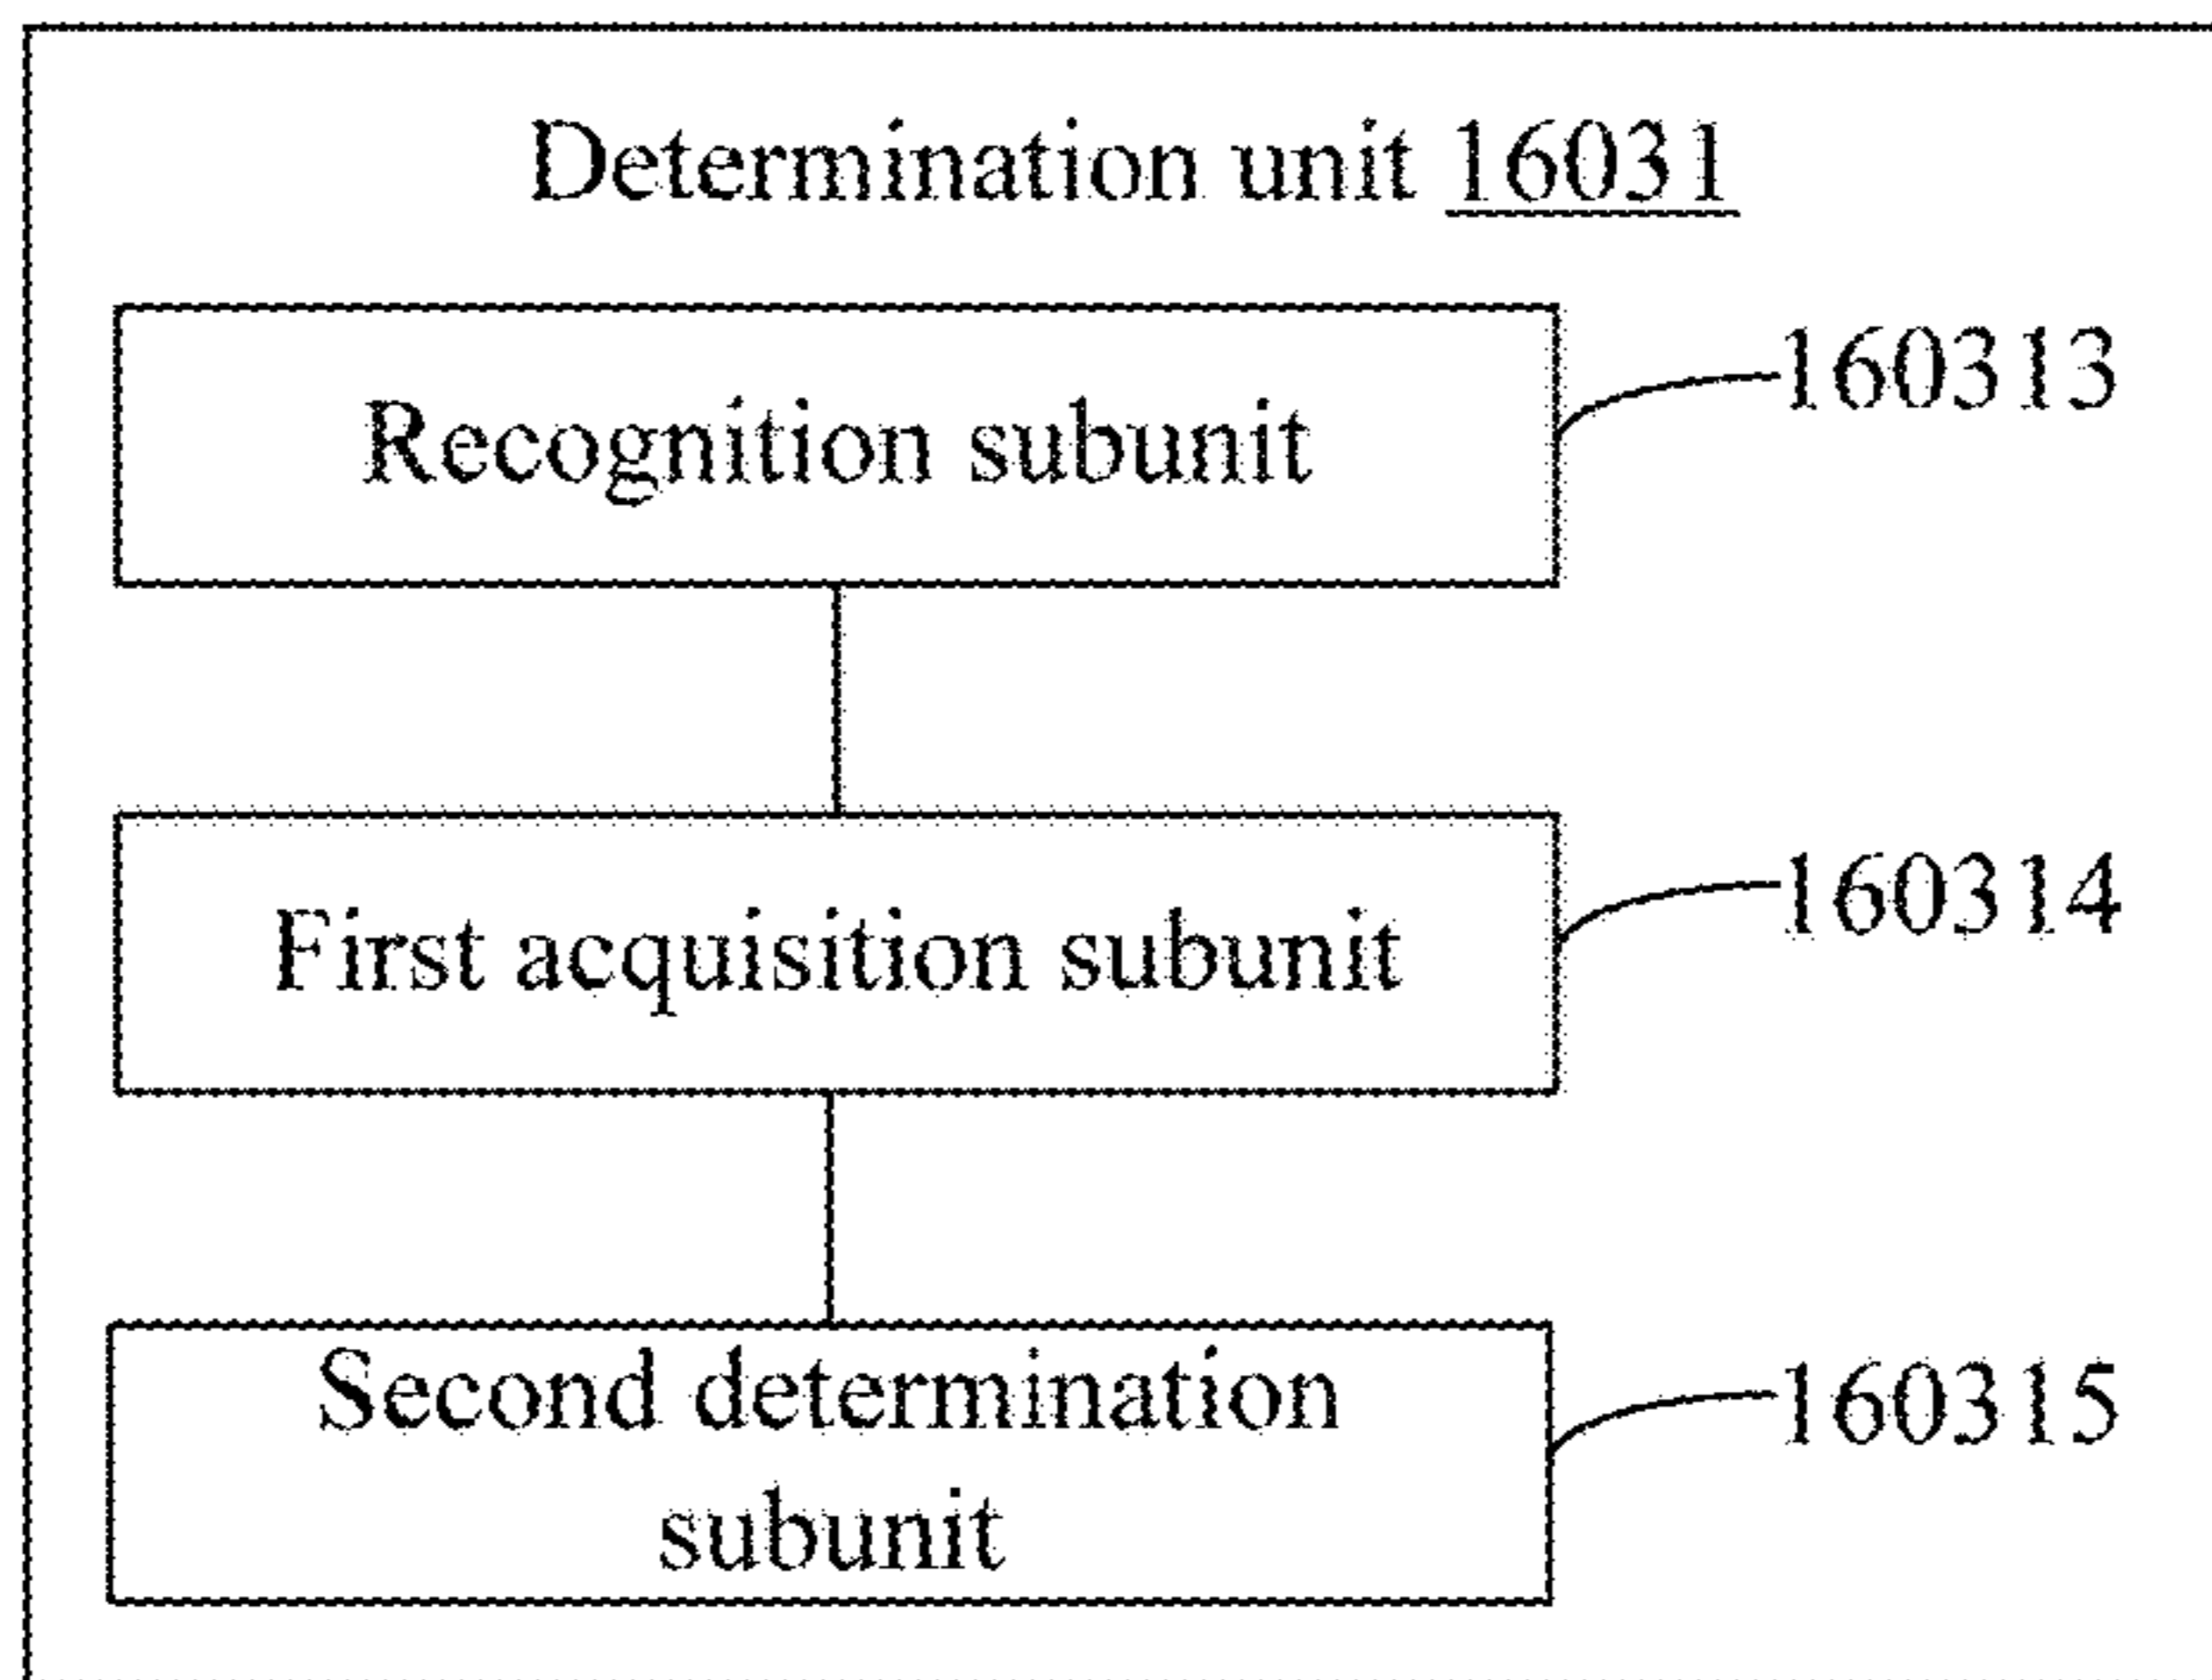 Determination unit 16031
Recognition subunit
160313
First acquisition subunit
160314
Second determination
subunit
160315